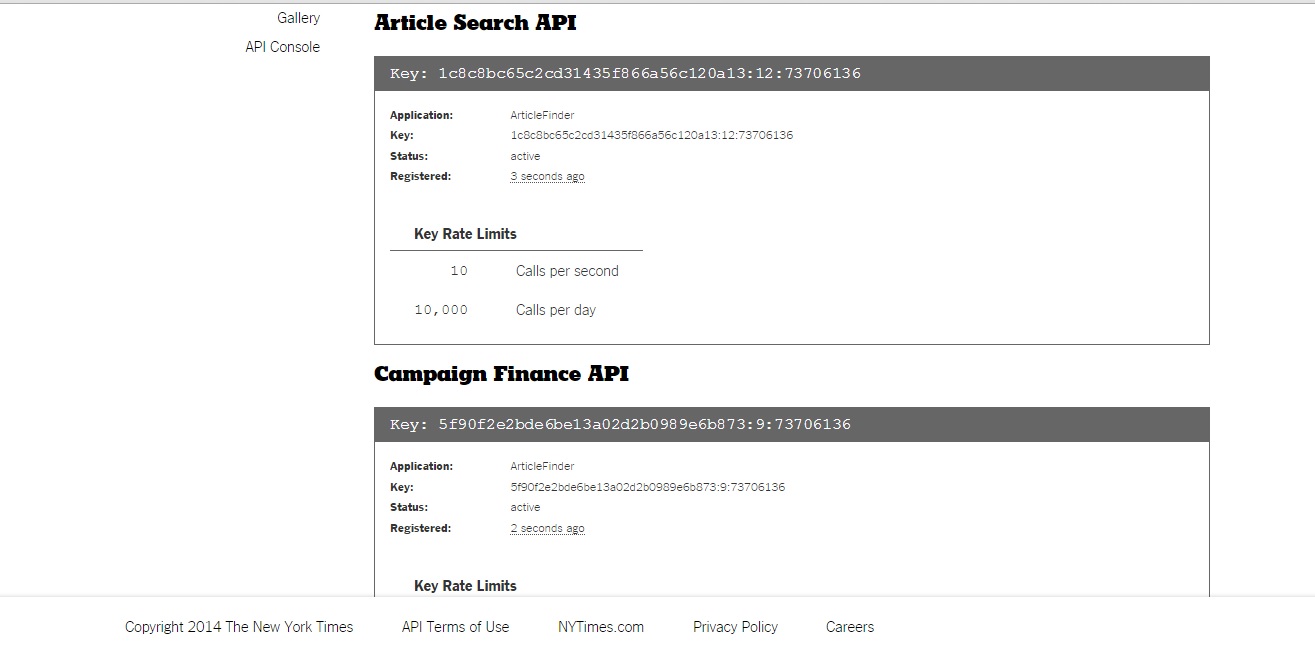 Gallery
API Console
Article Search API
Key: 1c8c8bc65c2cd31435f866a56c120a13:12:73706136
Application: ArticleFinder
Key: 1c8c8bc65c2cd31435f866a56c120a13:12:73706136
Status: active
Registered: 3 seconds ago
Key Rate Limits
10 Calls per second
10,000 Calls per day
Campaign Finance API
Key: 5f90f2e2bde6be13a02d2b0989e6b873:9:73706136
Application: ArticleFinder
Key: 5f90f2e2bde6be13a02d2b0989e6b873:9:73706136
Status: active
Registered: 2 seconds ago
Key Rate Limits
Copyright 2014 The New York Times API Terms of Use NYTimes.com Privacy Policy Careers